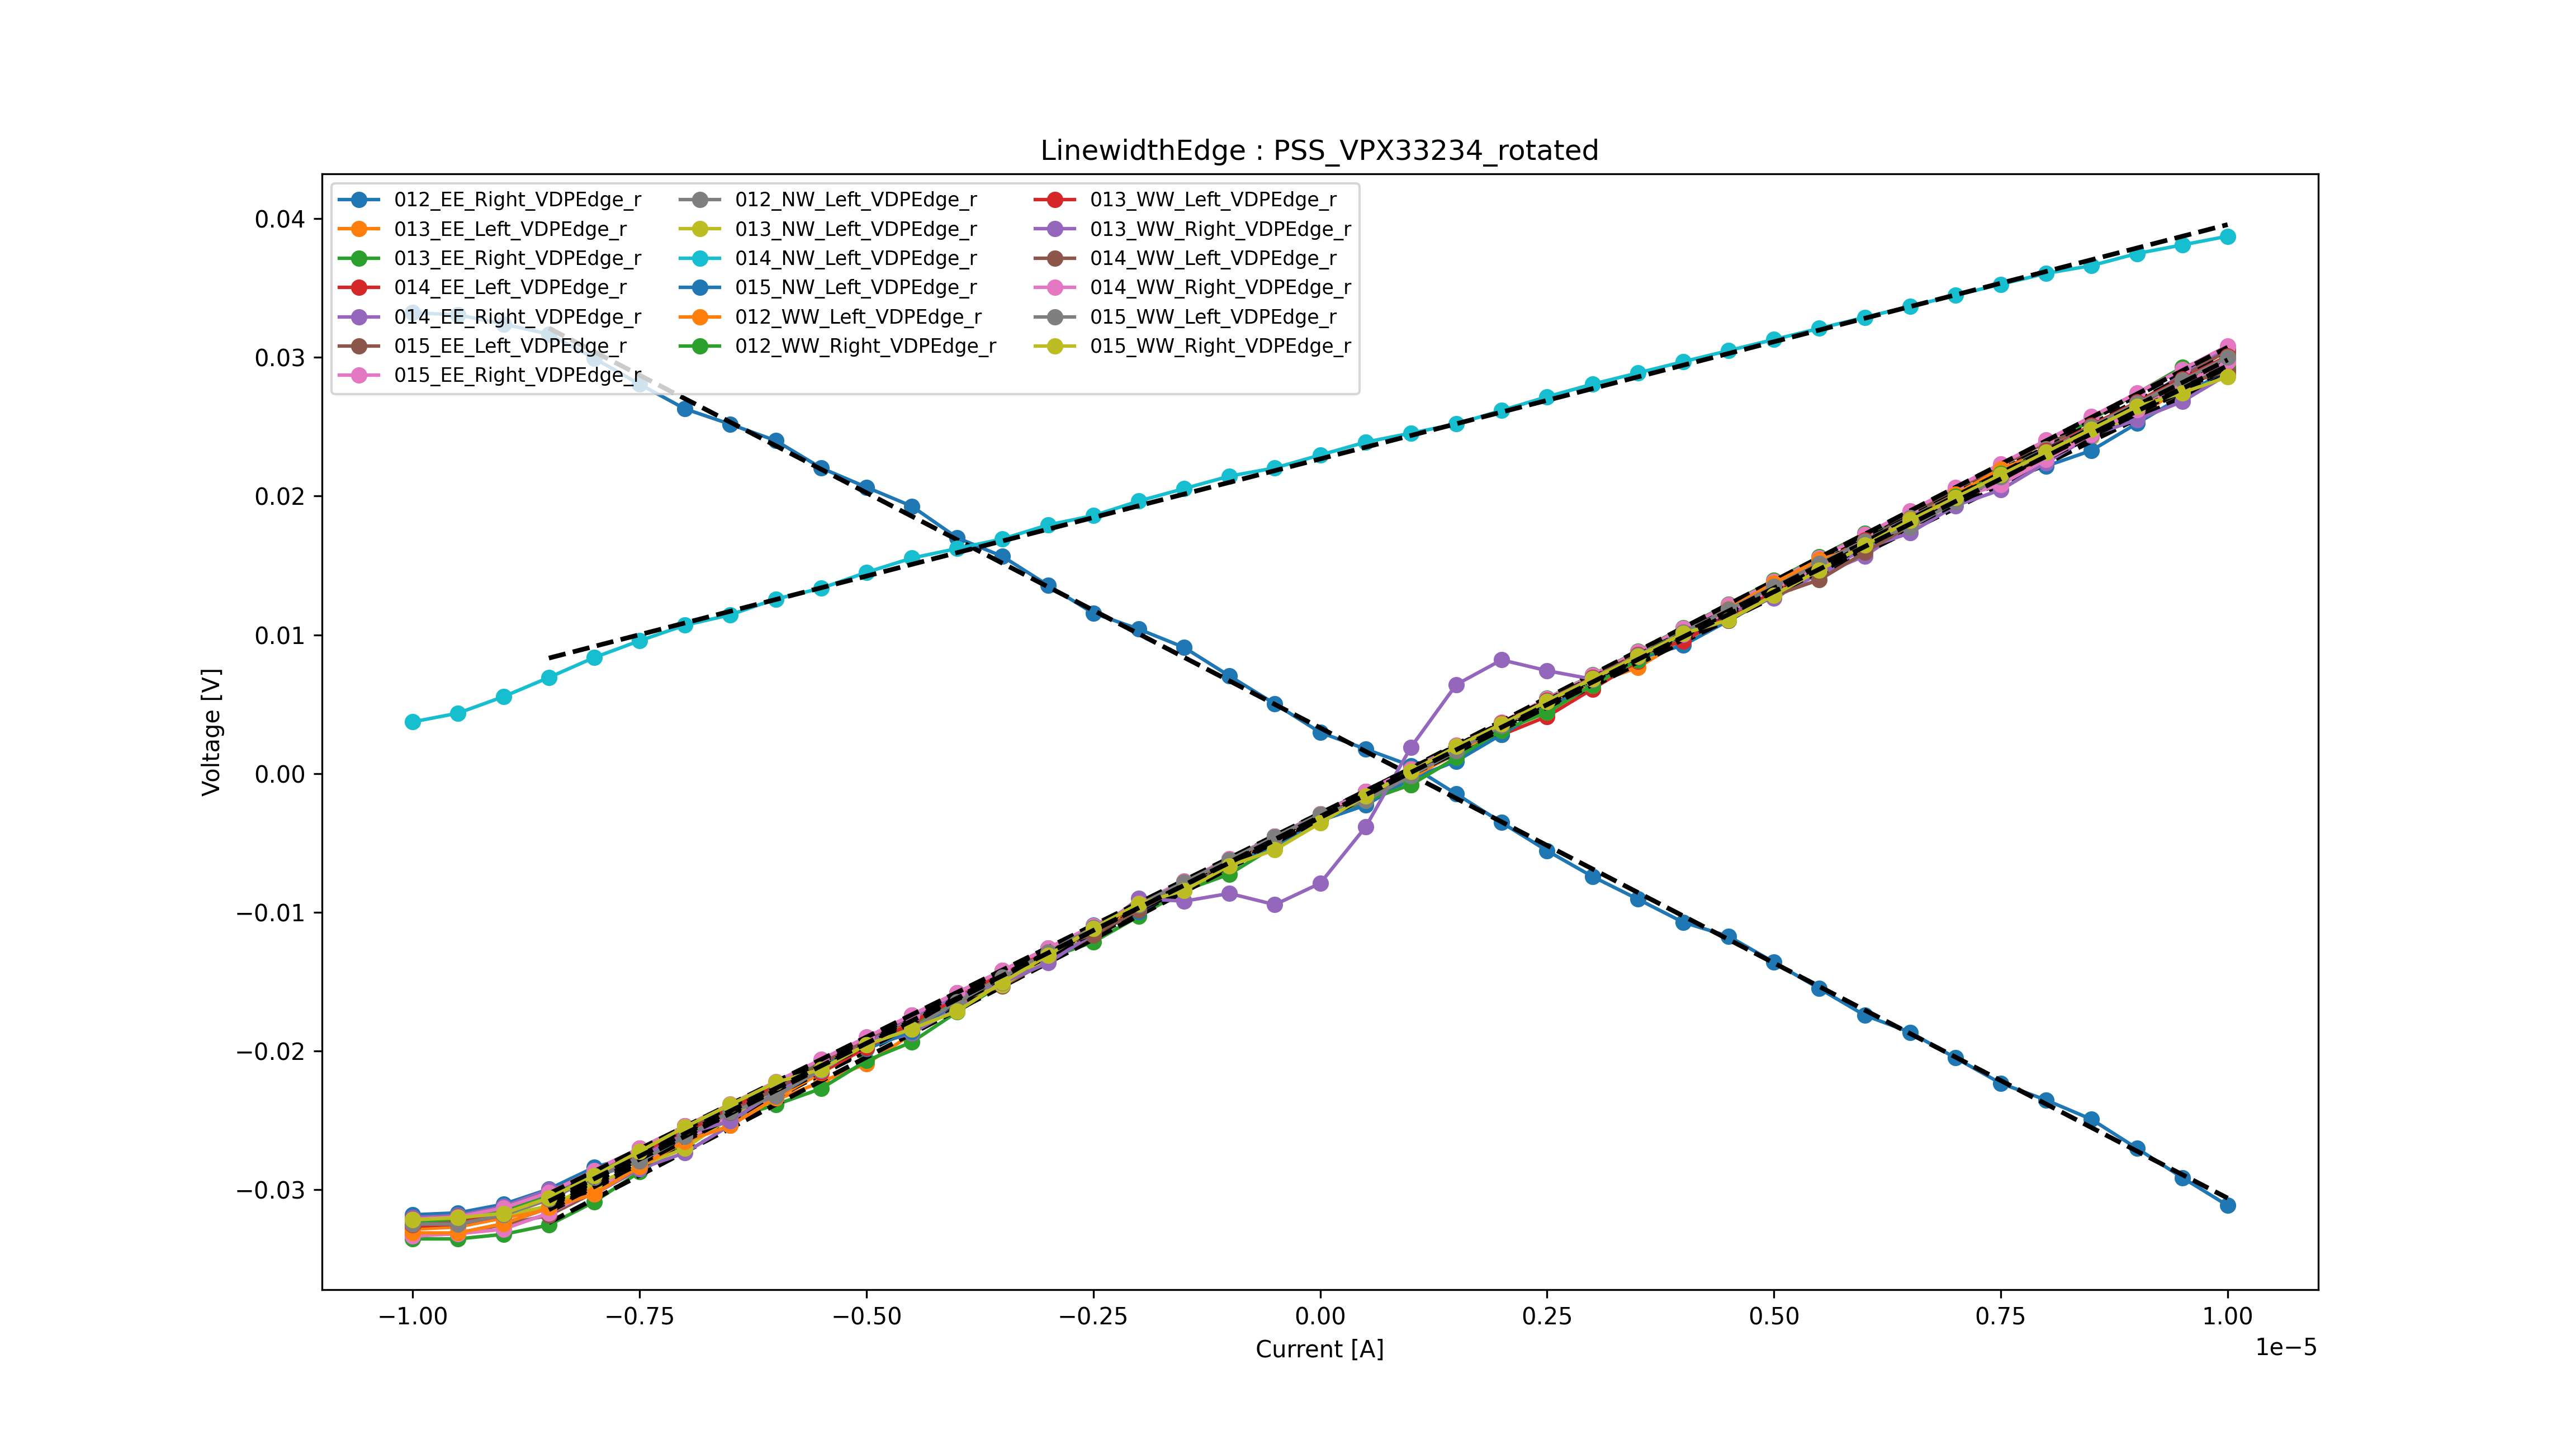 LinewidthEdge : PSS_VPX33234_rotated
012_EE_Right_VDPEdge_r
013_EE_Left_VDPEdge_r
013_EE_Right_VDPEdge_r
014_EE_Left_VDPEdge_r
014_EE_Right_VDPEdge_r
015_EE_Left_VDPEdge_r
015_EE_Right_VDPEdge_r
012_NW_Left_VDPEdge_r
013_NW_Left_VDPEdge_r
014_NW_Left_VDPEdge_r
015_NW_Left_VDPEdge_r
012_WW_Left_VDPEdge_r
012_WW_Right_VDPEdge_r
013_WW_Left_VDPEdge_r
013_WW_Right_VDPEdge_r
014_WW_Left_VDPEdge_r
014_WW_Right_VDPEdge_r
015_WW_Left_VDPEdge_r
015_WW_Right_VDPEdge_r
Voltage [V]
0.04
0.03
0.02
0.01
0.00
−0.01
−0.02
−0.03
−1.00
−0.75
−0.50
−0.25
0.00
0.25
0.50
0.75
1.00
1e−5
Current [A]